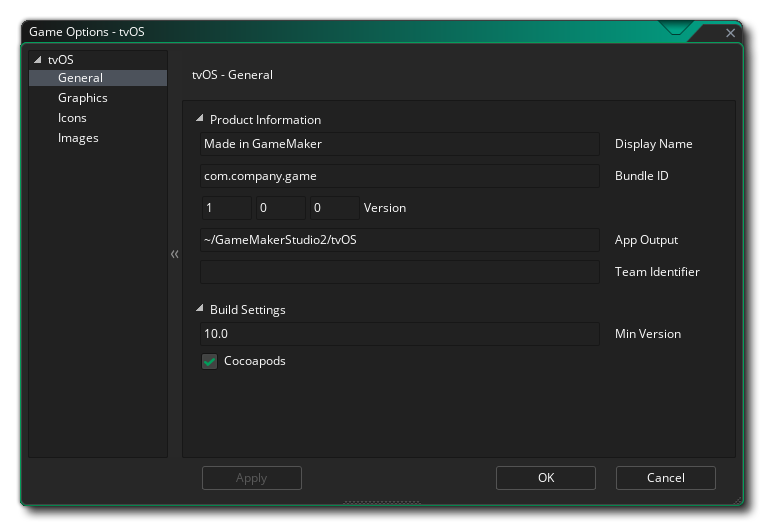 Game Options - tvOS
tvOS
General
Graphics
Icons
Images
tvOS - General
Product Information
Made in GameMaker Display Name
com.company.game Bundle ID
1 0 0 Version
~/GameMakerStudio2/tvOS App Output
Team Identifier
Build Settings
10.0 Min Version
Cocoapods
Apply OK Cancel